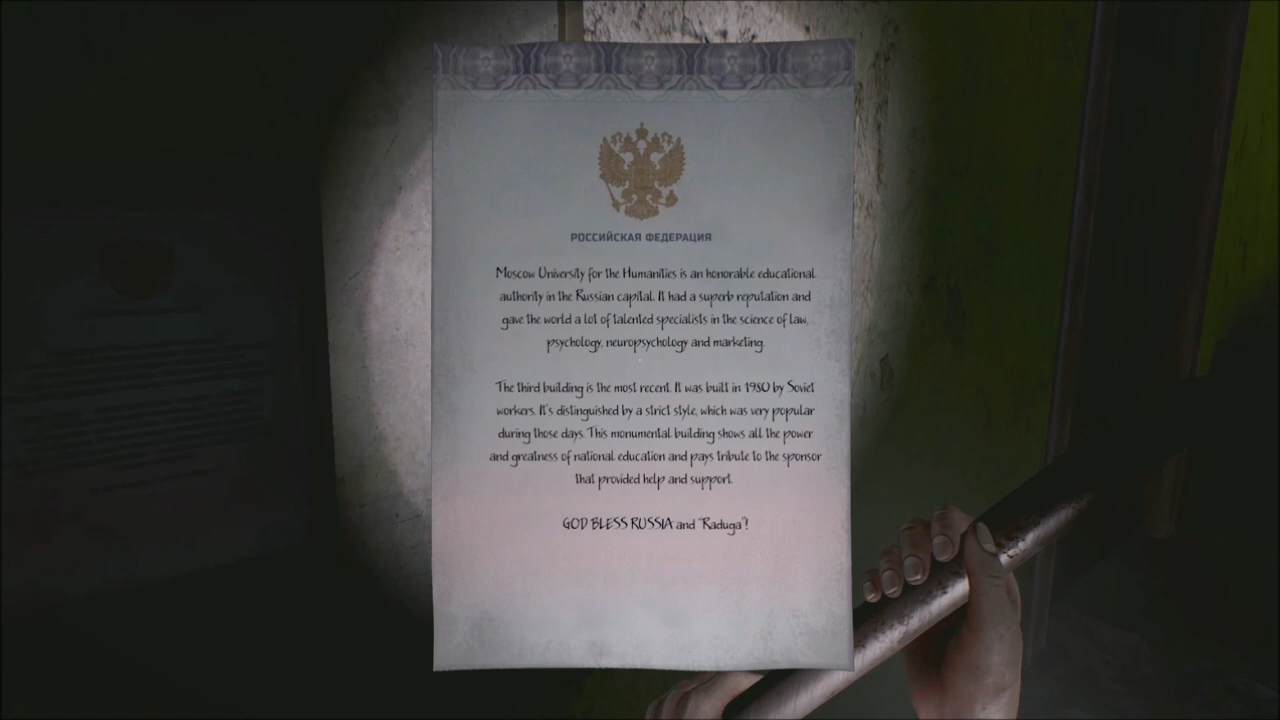 РОССИЙСКАЯ ФЕДЕРАЦИЯ
Moscow University for the Humanities is an honorable educational
authority in the Russian capital. It had a superb reputation and
gave the world a lot of talented specialists in the science of law,
psychology, neuropsychology and marketing.
The third building is the most recent. It was built in 1980 by Soviet
workers. It's distinguished by a strict style, which was very popular
during those days. This monumental building shows all the power
and greatness of national education and pays tribute to the sponsor
that provided help and support.
GOD BLESS RUSSIA and "Raduga"!